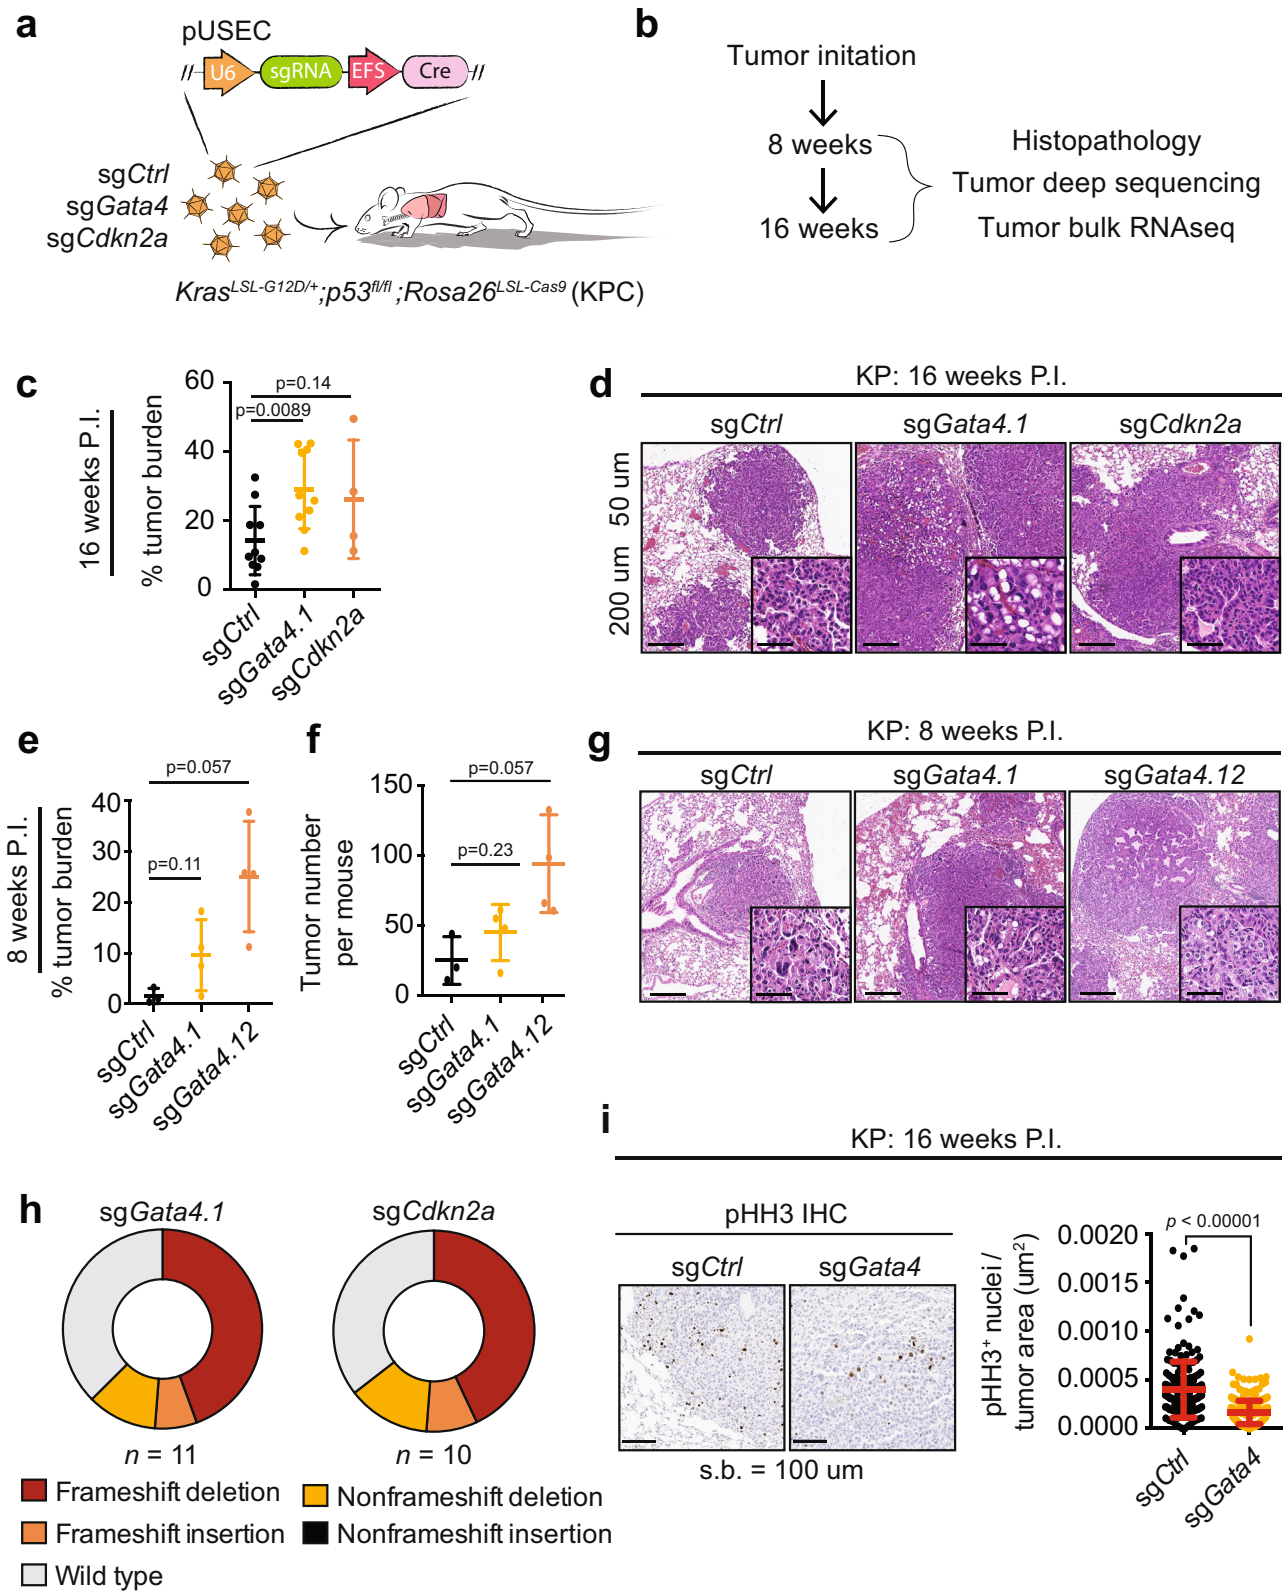 a
pUSEC
// U6 sgRNA EFS Cre //
sgCtrl
sgGata4
sgCdkn2a
Kras^LSL-G12D/+;p53^fl/fl;Rosa26^LSL-Cas9 (KPC)
b
Tumor initation
8 weeks
16 weeks
Histopathology
Tumor deep sequencing
Tumor bulk RNAseq
c
16 weeks P.I.
% tumor burden
60
40
20
0
p=0.14
p=0.0089
sgCtrl
sgGata4.1
sgCdkn2a
d
KP: 16 weeks P.I.
sgCtrl
sgGata4.1
sgCdkn2a
200 um 50 um
e
8 weeks P.I.
% tumor burden
40
30
20
10
0
p=0.057
p=0.11
sgCtrl
sgGata4.1
sgGata4.12
f
Tumor number
per mouse
150
100
50
0
p=0.057
p=0.23
sgCtrl
sgGata4.1
sgGata4.12
g
KP: 8 weeks P.I.
sgCtrl
sgGata4.1
sgGata4.12
h
sgGata4.1
sgCdkn2a
n = 11
n = 10
Frameshift deletion
Nonframeshift deletion
Frameshift insertion
Nonframeshift insertion
Wild type
i
KP: 16 weeks P.I.
pHH3 IHC
sgCtrl
sgGata4
s.b. = 100 um
pHH3⁺ nuclei /
tumor area (um²)
0.0020
0.0015
0.0010
0.0005
0.0000
p < 0.00001
sgCtrl
sgGata4